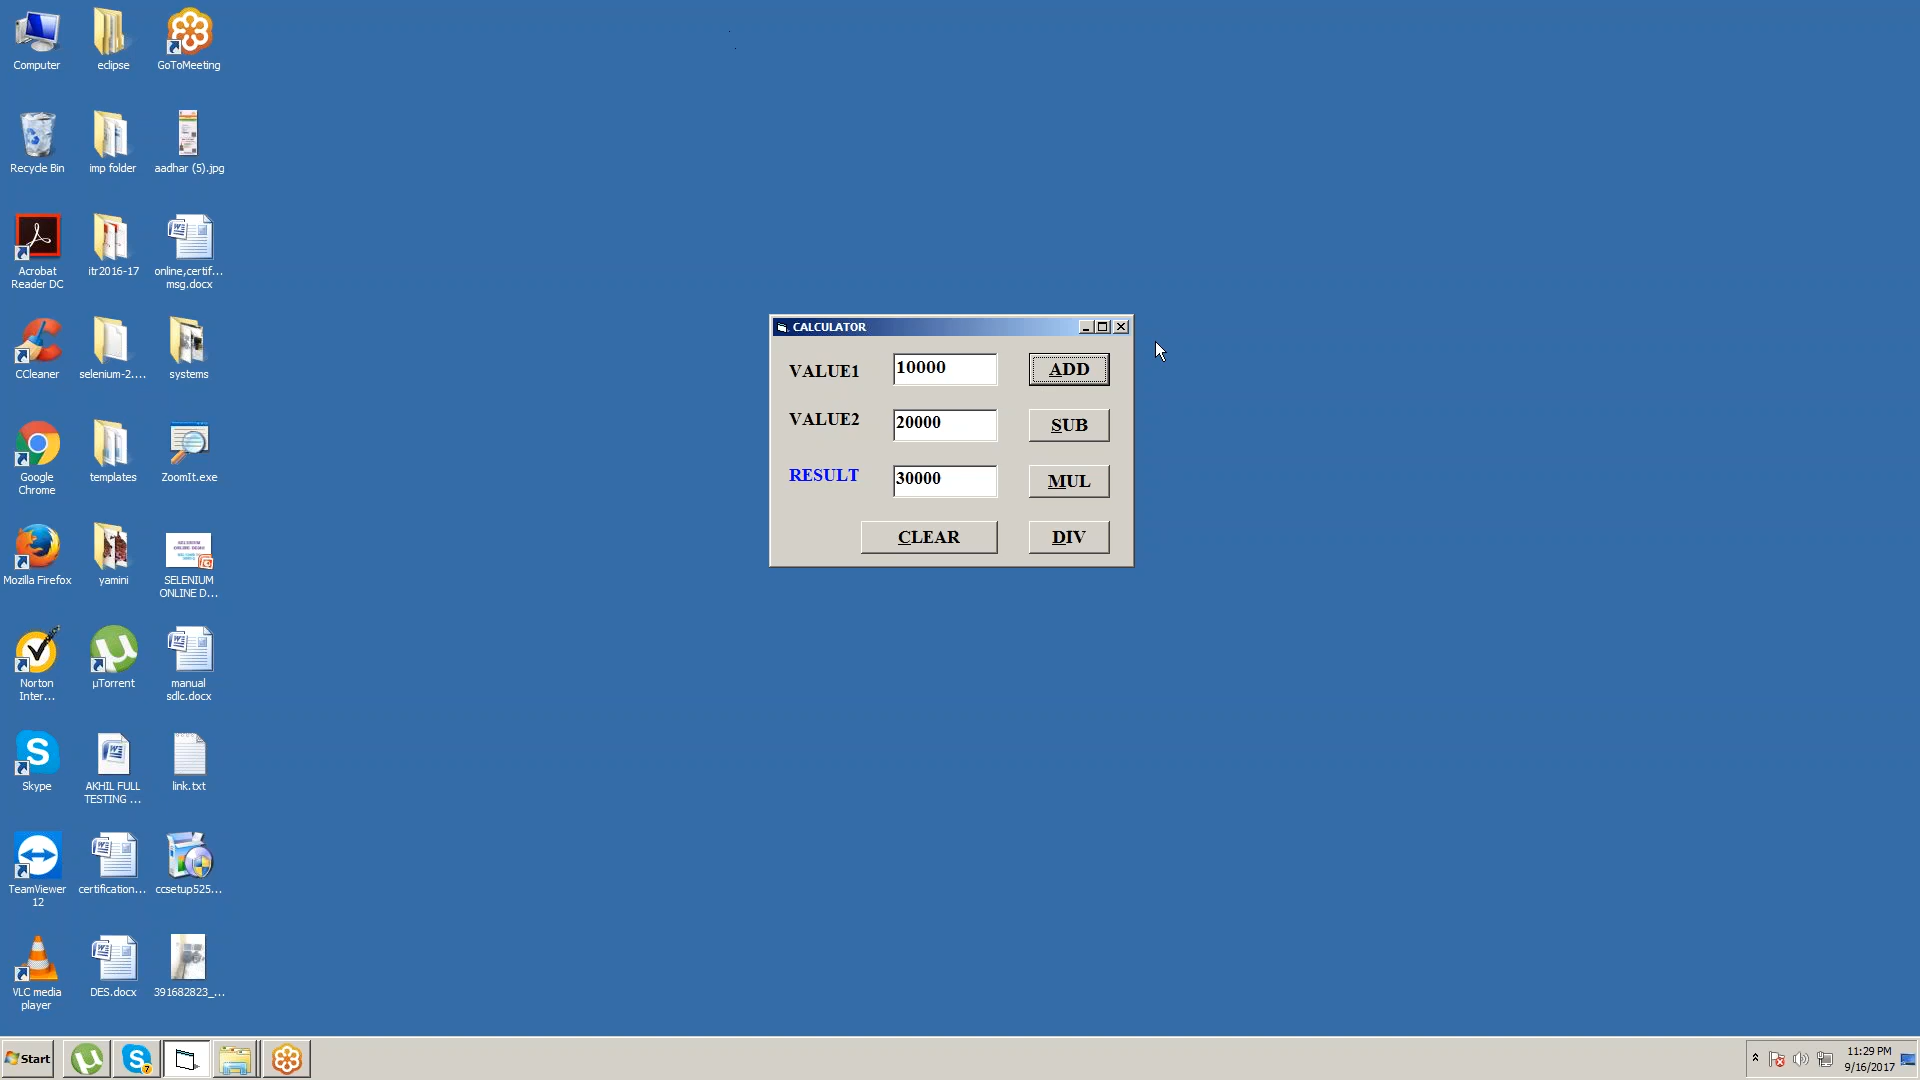 Computer
eclipse
GoToMeeting
Recycle Bin
imp folder
aadhar (5).jpg
Acrobat
Reader DC
itr2016-17
online,certif...
msg.docx
CCleaner
selenium-2....
systems
Google
Chrome
templates
ZoomIt.exe
Mozilla Firefox
yamini
SELENIUM
ONLINE D...
Norton
Inter...
µTorrent
manual
sdlc.docx
Skype
AKHIL FULL
TESTING ...
link.txt
TeamViewer
12
certification...
ccsetup525...
VLC media
player
DES.docx
391682823_...
CALCULATOR
VALUE1 10000 ADD
VALUE2 20000 SUB
RESULT 30000 MUL
CLEAR DIV
Start
7
11:29 PM
9/16/2017